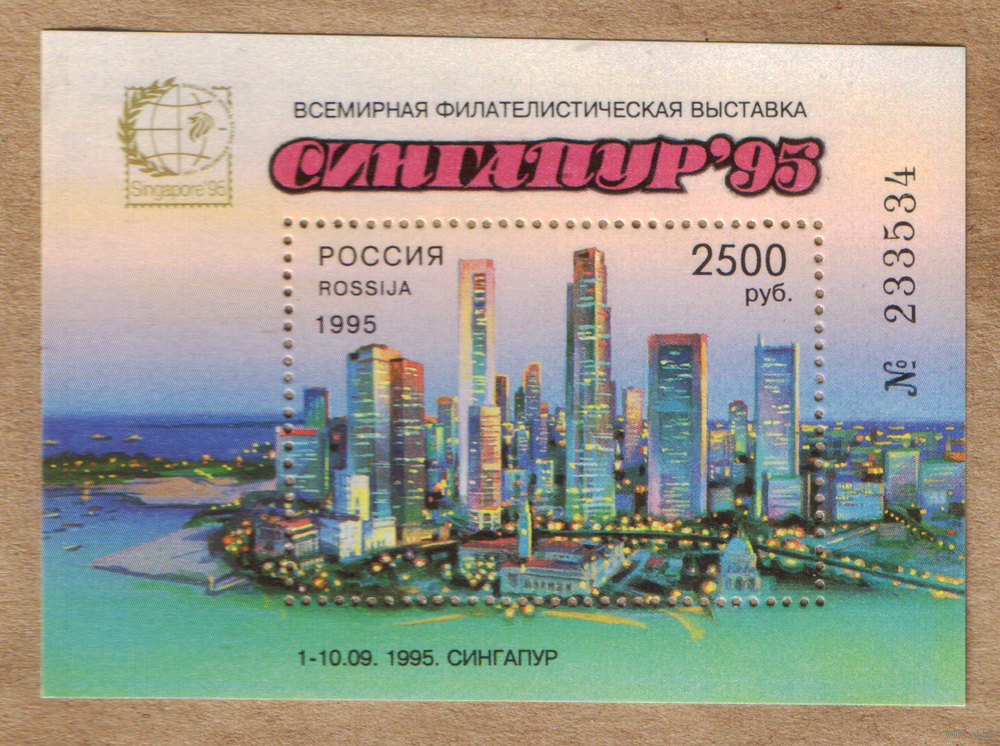 ВСЕМИРНАЯ ФИЛАТЕЛИСТИЧЕСКАЯ ВЫСТАВКА
СИНГАПУР’95
Singapore'95
РОССИЯ
ROSSIJA
1995
2500
руб.
№ 233534
1-10.09. 1995. СИНГАПУР